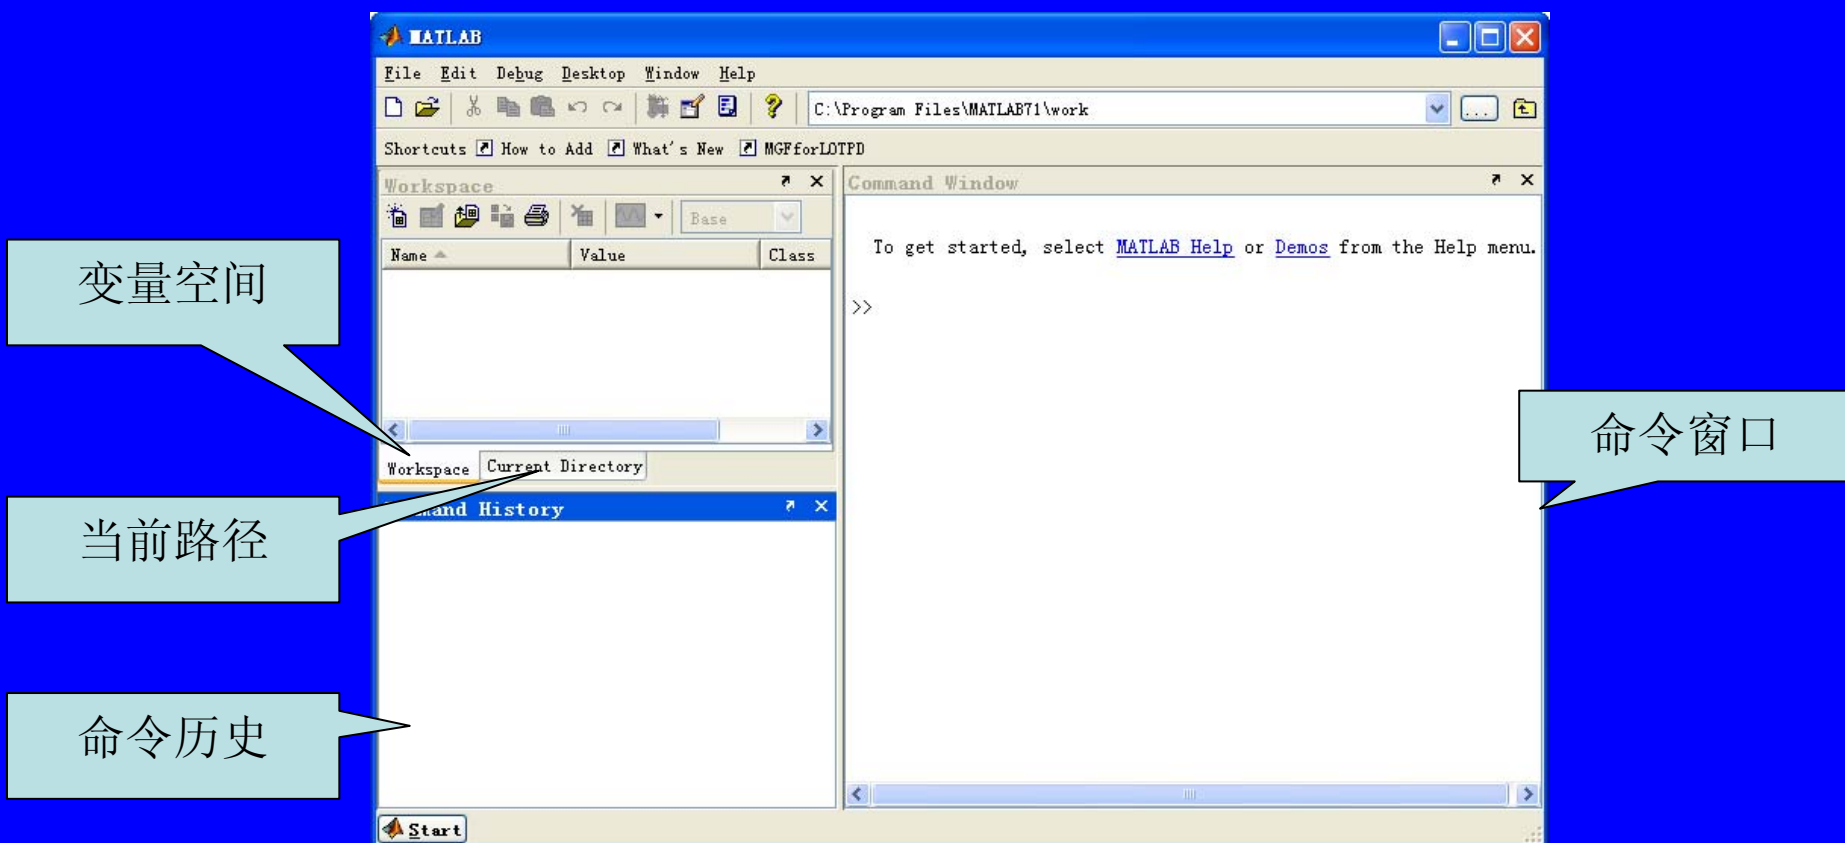 MATLAB
File Edit Debug Desktop Window Help
C:\Program Files\MATLAB71\work
...
Shortcuts How to Add What's New MGFforLOTPD
Workspace
Base
Name Value Class
Workspace Current Directory
Command Window
To get started, select MATLAB Help or Demos from the Help menu.
>>
mand History
Start
变量空间
当前路径
命令历史
命令窗口